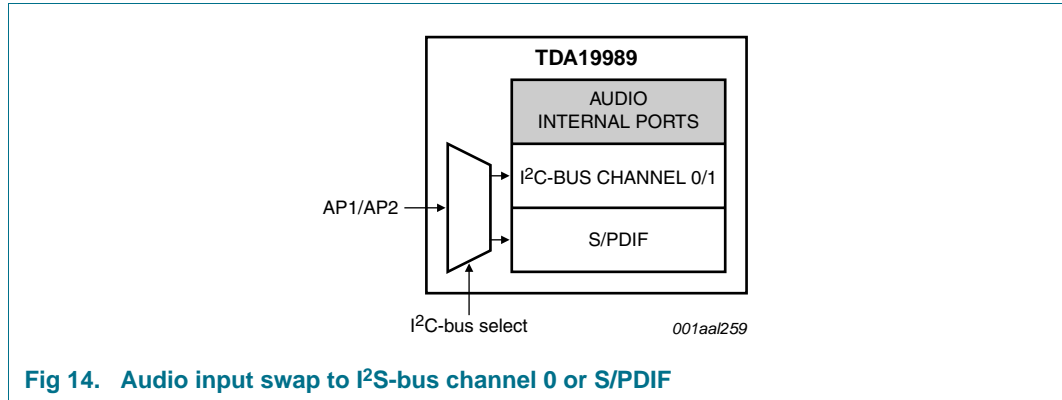 TDA19989
AUDIO
INTERNAL PORTS
I²C-BUS CHANNEL 0/1
AP1/AP2
S/PDIF
I²C-bus select
001aal259
Fig 14. Audio input swap to I²S-bus channel 0 or S/PDIF